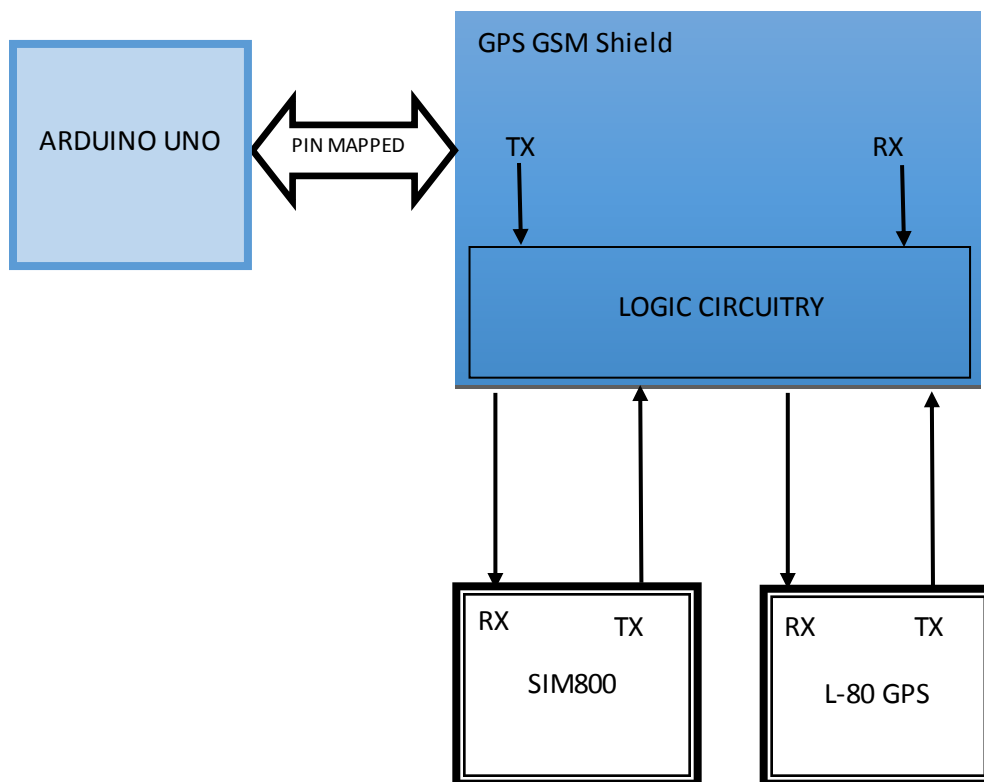 GPS GSM Shield
ARDUINO UNO
PIN MAPPED
TX
RX
LOGIC CIRCUITRY
RX
TX
SIM800
RX
TX
L-80 GPS